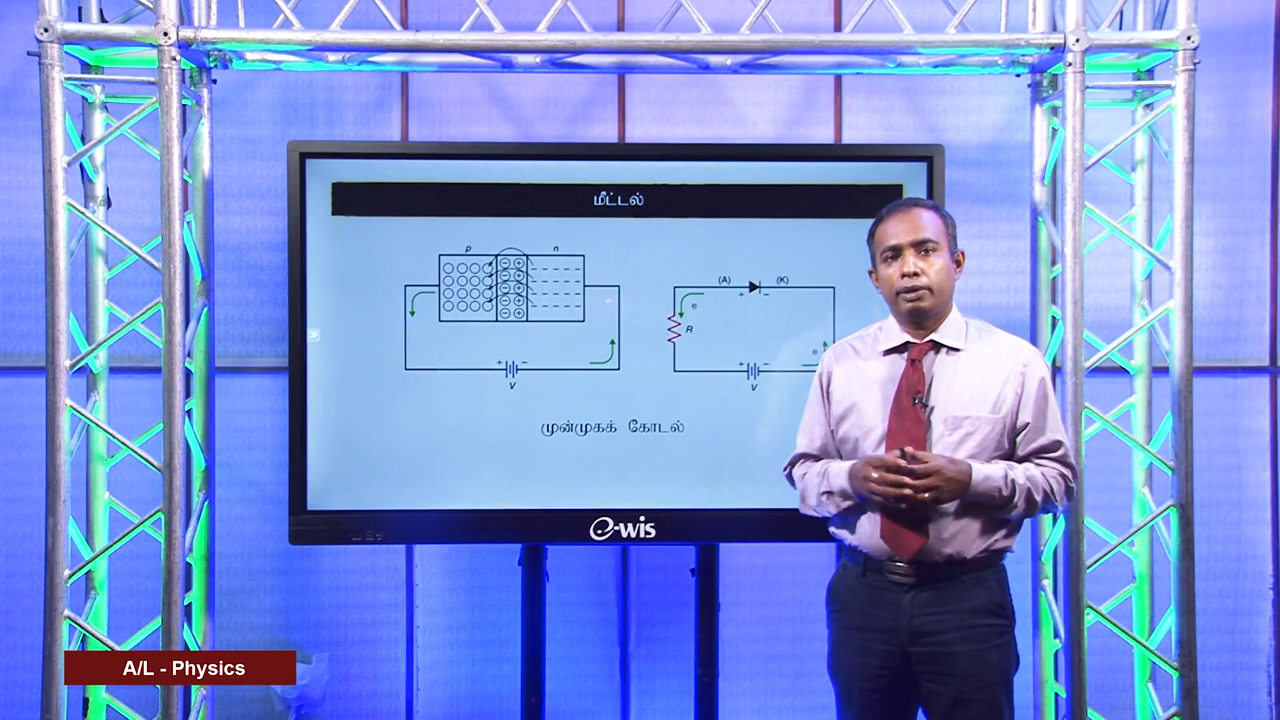 மீட்டல்
p n
(A) (K)
+ −
e
R
e
+ − + −
V V
முன்முகக் கோடல்
e-wis
A/L - Physics